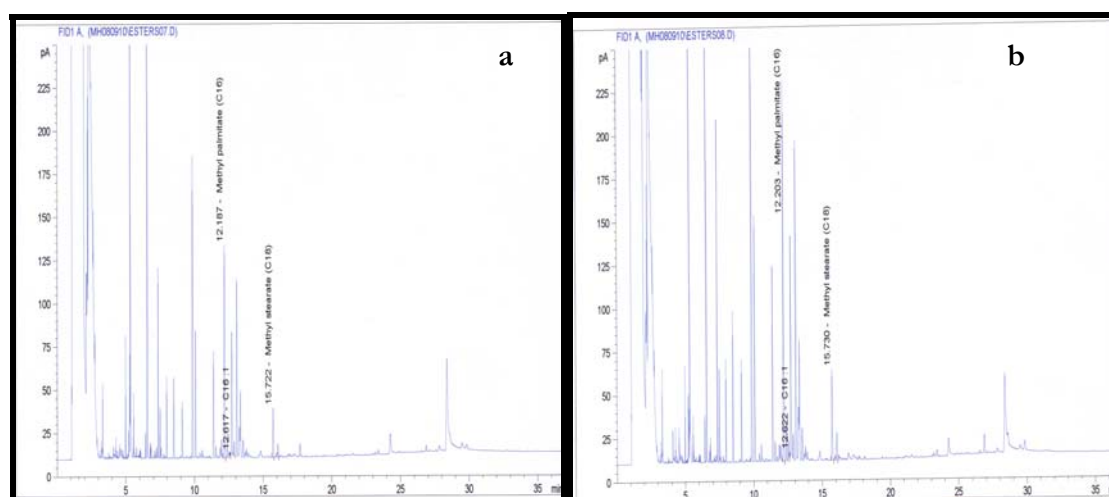 FID1 A, (MH080910\ESTERS07.D)
pA
a
225
200
175
150
125
100
75
50
25
0
12.187 - Methyl palmitate (C16)
12.617 - C16:1
15.722 - Methyl stearate (C18)
5
10
15
20
25
30
35
min
FID1 A, (MH080910\ESTERS08.D)
pA
b
225
200
175
150
125
100
75
50
25
0
12.203 - Methyl palmitate (C16)
12.622 - C16:1
15.730 - Methyl stearate (C18)
5
10
15
20
25
30
35